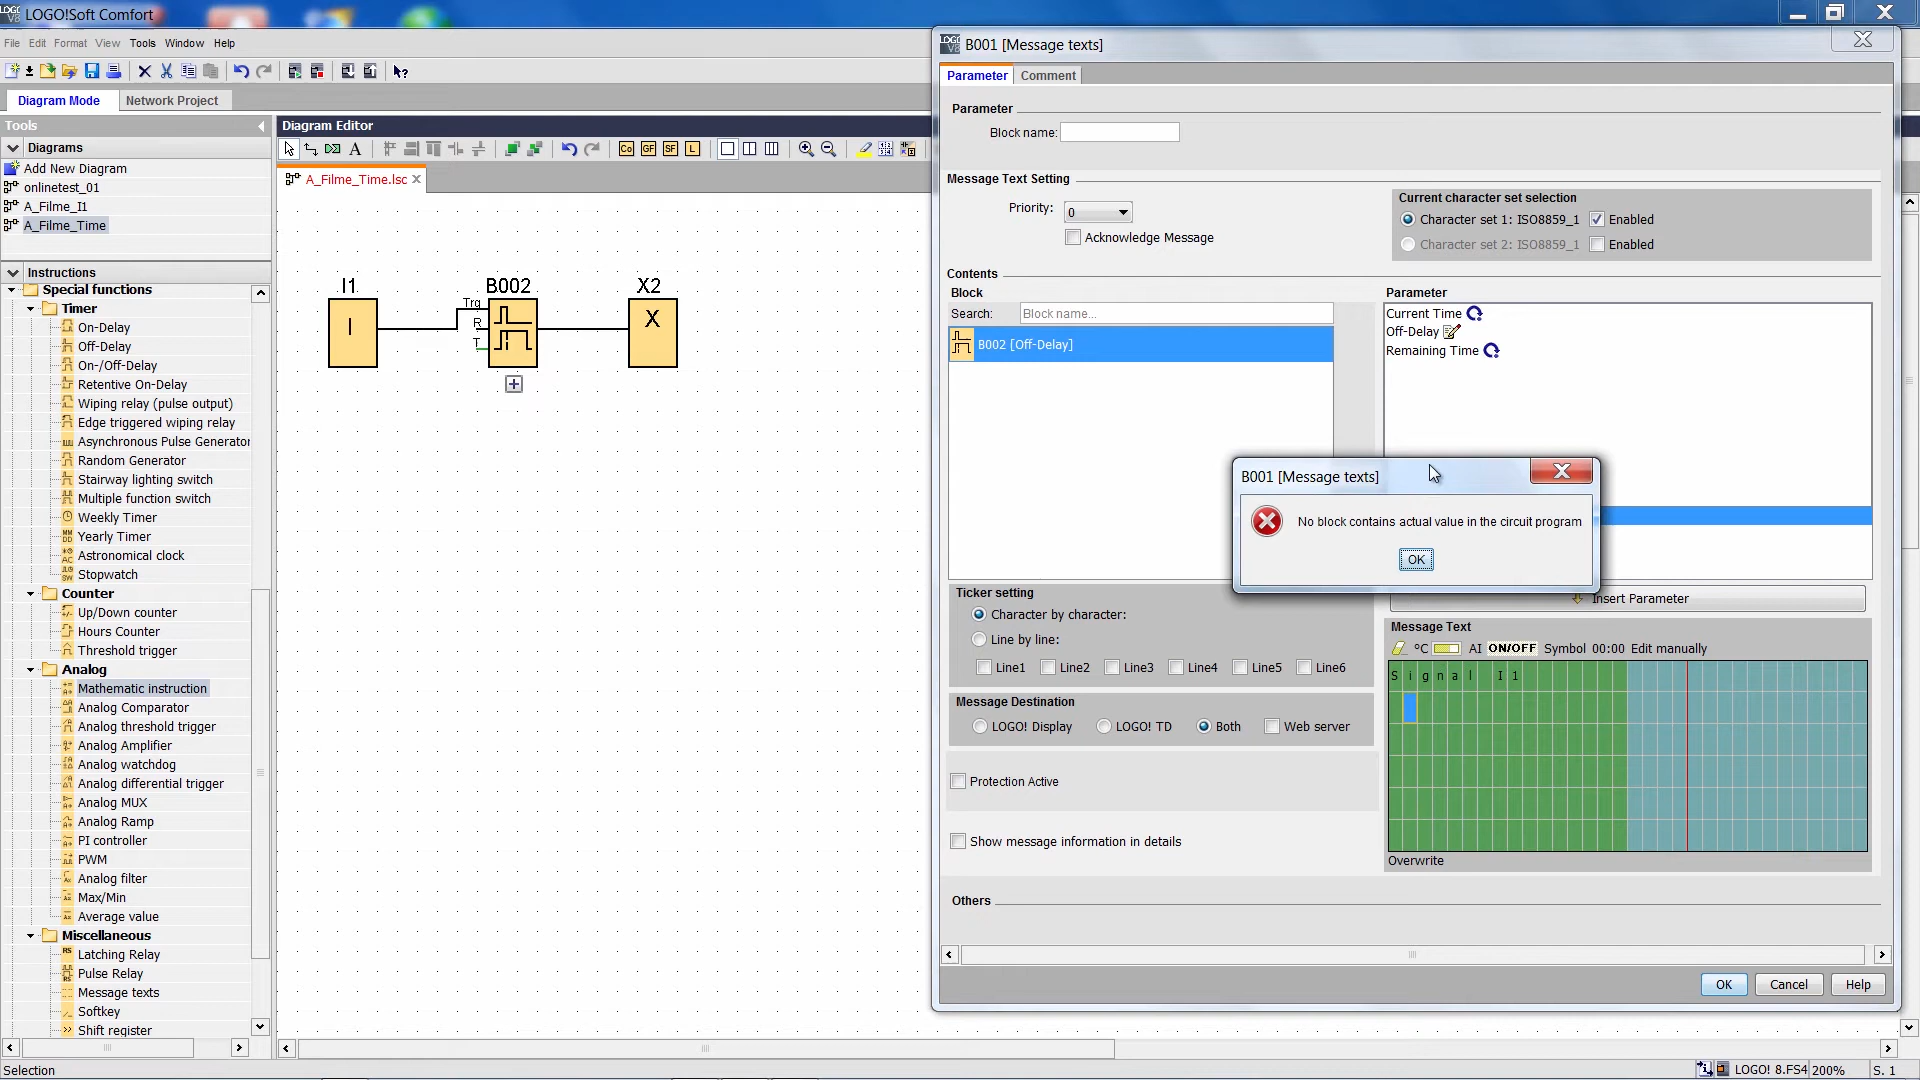 LOGO!Soft Comfort
File Edit Format View Tools Window Help
Diagram Mode Network Project
Tools
Diagrams
Add New Diagram
onlinetest_01
A_Filme_I1
A_Filme_Time
Instructions
Special functions
Timer
On-Delay
Off-Delay
On-/Off-Delay
Retentive On-Delay
Wiping relay (pulse output)
Edge triggered wiping relay
Asynchronous Pulse Generator
Random Generator
Stairway lighting switch
Multiple function switch
Weekly Timer
Yearly Timer
Astronomical clock
Stopwatch
Counter
Up/Down counter
Hours Counter
Threshold trigger
Analog
Mathematic instruction
Analog Comparator
Analog threshold trigger
Analog Amplifier
Analog watchdog
Analog differential trigger
Analog MUX
Analog Ramp
PI controller
PWM
Analog filter
Max/Min
Average value
Miscellaneous
Latching Relay
Pulse Relay
Message texts
Softkey
Shift register
Selection
Diagram Editor
A Co GF SF L
A_Filme_Time.lsc
I1 B002 X2
I Trg R T X
B001 [Message texts]
Parameter Comment
Parameter
Block name:
Message Text Setting
Priority: 0
Acknowledge Message
Current character set selection
Character set 1: ISO8859_1 Enabled
Character set 2: ISO8859_1 Enabled
Contents
Block
Search: Block name...
B002 [Off-Delay]
Parameter
Current Time
Off-Delay
Remaining Time
B001 [Message texts]
No block contains actual value in the circuit program
OK
Insert Parameter
Ticker setting
Character by character:
Line by line:
Line1 Line2 Line3 Line4 Line5 Line6
Message Destination
LOGO! Display LOGO! TD Both Web server
Protection Active
Show message information in details
Message Text
°C AI ON/OFF Symbol 00:00 Edit manually
Signal I1
Overwrite
Others
OK Cancel Help
LOGO! 8.FS4 200% S. 1